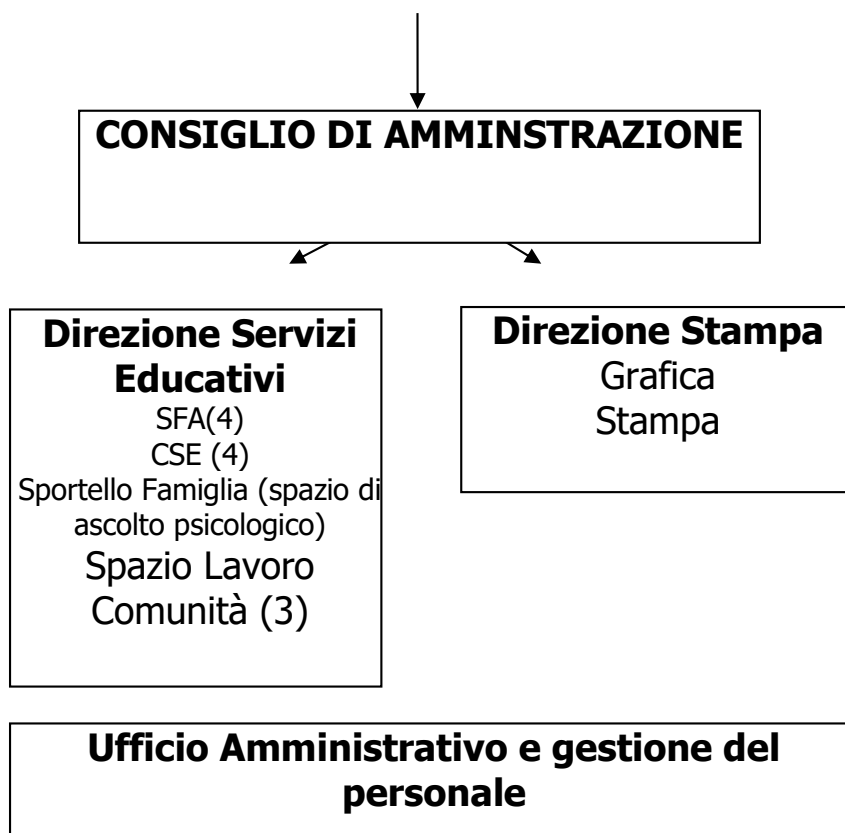 CONSIGLIO DI AMMINSTRAZIONE
Direzione Servizi
Educativi
SFA(4)
CSE (4)
Sportello Famiglia (spazio di
ascolto psicologico)
Spazio Lavoro
Comunità (3)
Direzione Stampa
Grafica
Stampa
Ufficio Amministrativo e gestione del
personale